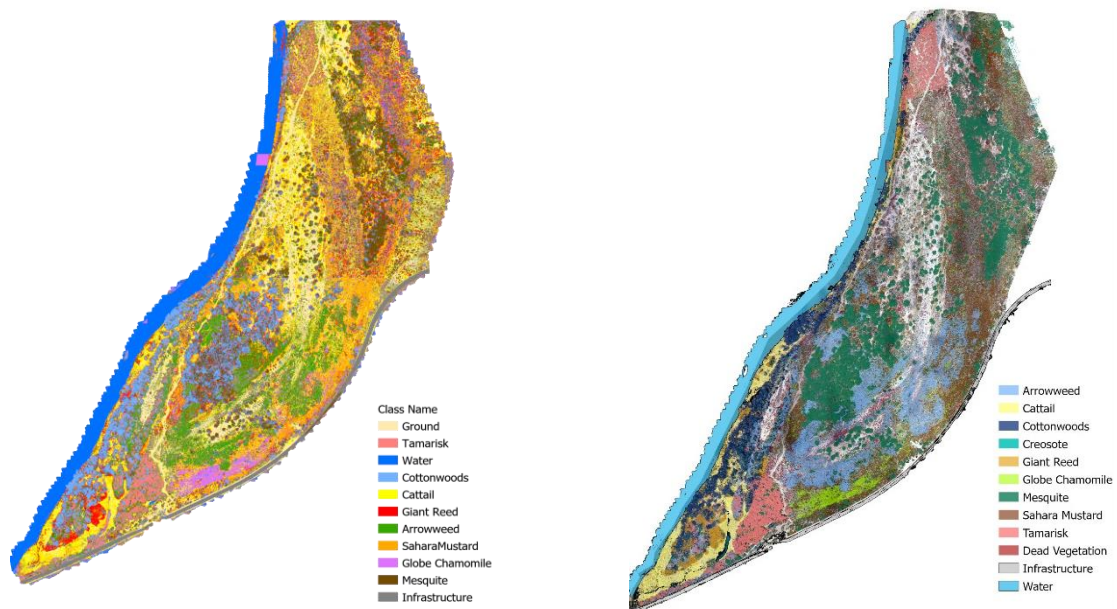 Class Name
Ground
Tamarisk
Water
Cottonwoods
Cattail
Giant Reed
Arrowweed
SaharaMustard
Globe Chamomile
Mesquite
Infrastructure
Arrowweed
Cattail
Cottonwoods
Creosote
Giant Reed
Globe Chamomile
Mesquite
Sahara Mustard
Tamarisk
Dead Vegetation
Infrastructure
Water